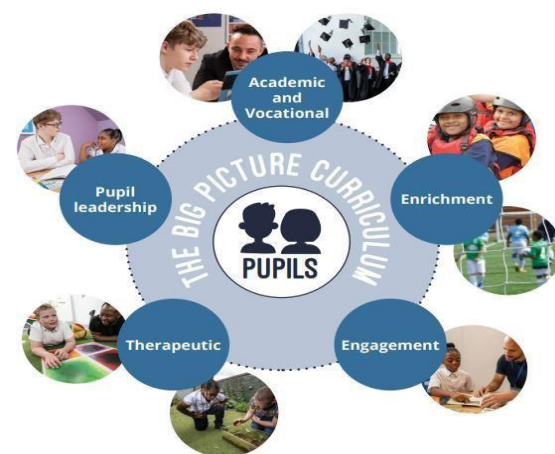 Academic
and
Vocational
Pupil
leadership
Enrichment
THE BIG PICTURE CURRICULUM
PUPILS
Therapeutic
Engagement